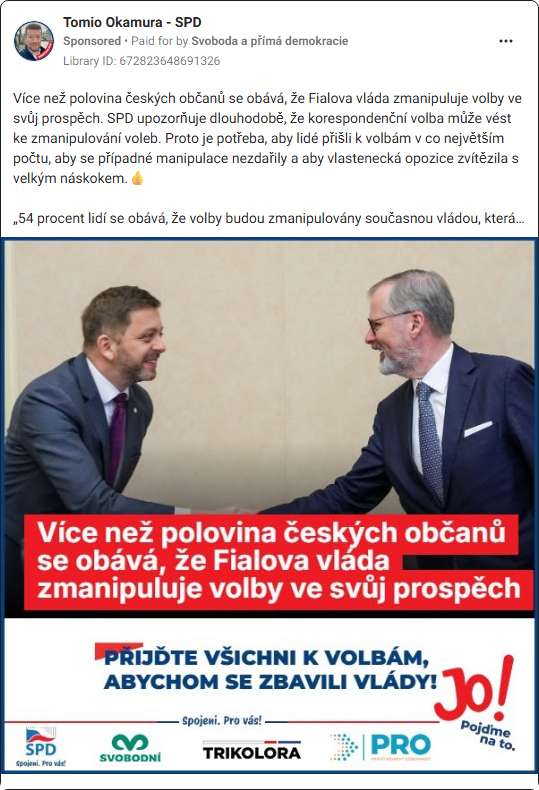 Tomio Okamura - SPD
Sponsored • Paid for by Svoboda a přímá demokracie
Library ID: 672823648691326
Více než polovina českých občanů se obává, že Fialova vláda zmanipuluje volby ve
svůj prospěch. SPD upozorňuje dlouhodobě, že korespondenční volba může vést
ke zmanipulování voleb. Proto je potřeba, aby lidé přišli k volbám v co největším
počtu, aby se případné manipulace nezdařily a aby vlastenecká opozice zvítězila s
velkým náskokem. 👍
„54 procent lidí se obává, že volby budou zmanipulovány současnou vládou, která…
Více než polovina českých občanů
se obává, že Fialova vláda
zmanipuluje volby ve svůj prospěch
PŘIJĎTE VŠICHNI K VOLBÁM,
ABYCHOM SE ZBAVILI VLÁDY!
Jo!
Pojďme
na to.
Spojeni. Pro vás!
SPD
Spojeni. Pro vás!
SVOBODNÍ
TRIKOLORA
PRO